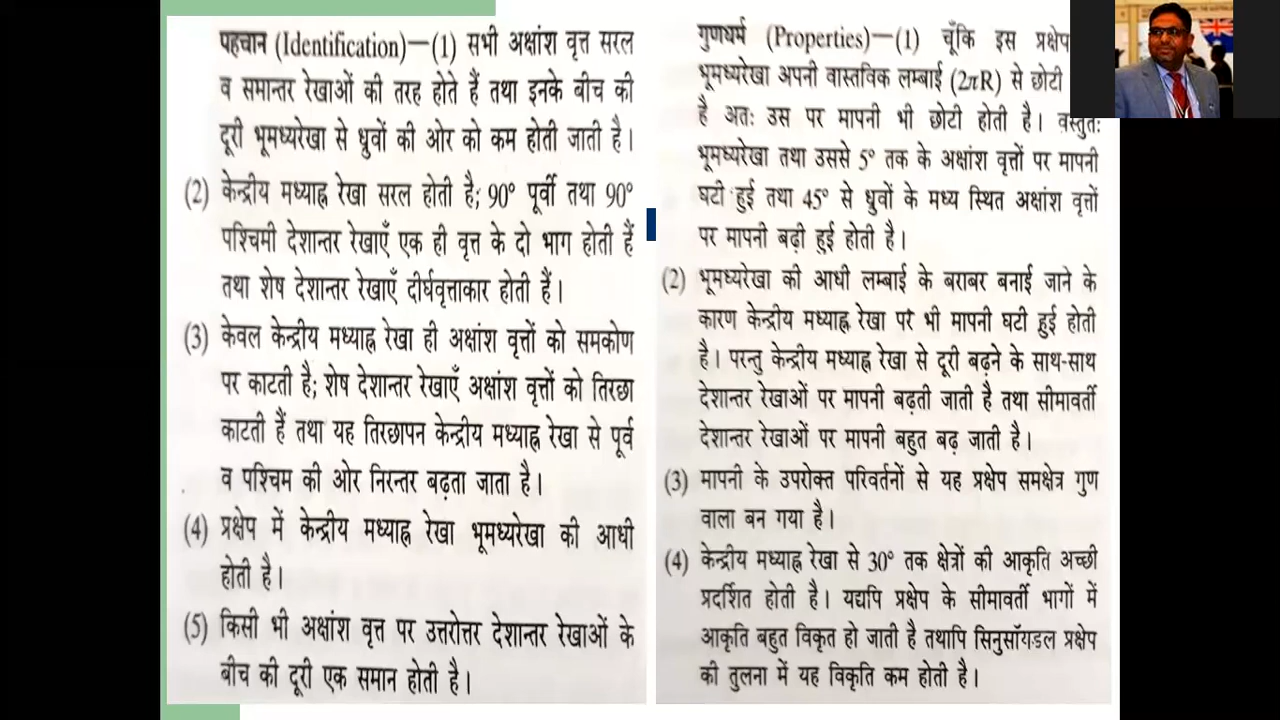 पहचान (Identification)—(1) सभी अक्षांश वृत्त सरल
व समान्तर रेखाओं की तरह होते हैं तथा इनके बीच की
दूरी भूमध्यरेखा से ध्रुवों की ओर को कम होती जाती है।
(2) केन्द्रीय मध्याह्न रेखा सरल होती है; 90° पूर्वी तथा 90°
पश्चिमी देशान्तर रेखाएँ एक ही वृत्त के दो भाग होती हैं
तथा शेष देशान्तर रेखाएँ दीर्घवृत्ताकार होती हैं।
(3) केवल केन्द्रीय मध्याह्न रेखा ही अक्षांश वृत्तों को समकोण
पर काटती है; शेष देशान्तर रेखाएँ अक्षांश वृत्तों को तिरछा
काटती हैं तथा यह तिरछापन केन्द्रीय मध्याह्न रेखा से पूर्व
व पश्चिम की ओर निरन्तर बढ़ता जाता है।
(4) प्रक्षेप में केन्द्रीय मध्याह्न रेखा भूमध्यरेखा की आधी
होती है।
(5) किसी भी अक्षांश वृत्त पर उत्तरोत्तर देशान्तर रेखाओं के
बीच की दूरी एक समान होती है।
गुणधर्म (Properties)—(1) चूँकि इस प्रक्षेप
भूमध्यरेखा अपनी वास्तविक लम्बाई (2πR) से छोटी
है अतः उस पर मापनी भी छोटी होती है। वस्तुतः
भूमध्यरेखा तथा उससे 5° तक के अक्षांश वृत्तों पर मापनी
घटी हुई तथा 45° से ध्रुवों के मध्य स्थित अक्षांश वृत्तों
पर मापनी बढ़ी हुई होती है।
(2) भूमध्यरेखा की आधी लम्बाई के बराबर बनाई जाने के
कारण केन्द्रीय मध्याह्न रेखा पर भी मापनी घटी हुई होती
है। परन्तु केन्द्रीय मध्याह्न रेखा से दूरी बढ़ने के साथ-साथ
देशान्तर रेखाओं पर मापनी बढ़ती जाती है तथा सीमावर्ती
देशान्तर रेखाओं पर मापनी बहुत बढ़ जाती है।
(3) मापनी के उपरोक्त परिवर्तनों से यह प्रक्षेप समक्षेत्र गुण
वाला बन गया है।
(4) केन्द्रीय मध्याह्न रेखा से 30° तक क्षेत्रों की आकृति अच्छी
प्रदर्शित होती है। यद्यपि प्रक्षेप के सीमावर्ती भागों में
आकृति बहुत विकृत हो जाती है तथापि सिनुसॉयडल प्रक्षेप
की तुलना में यह विकृति कम होती है।